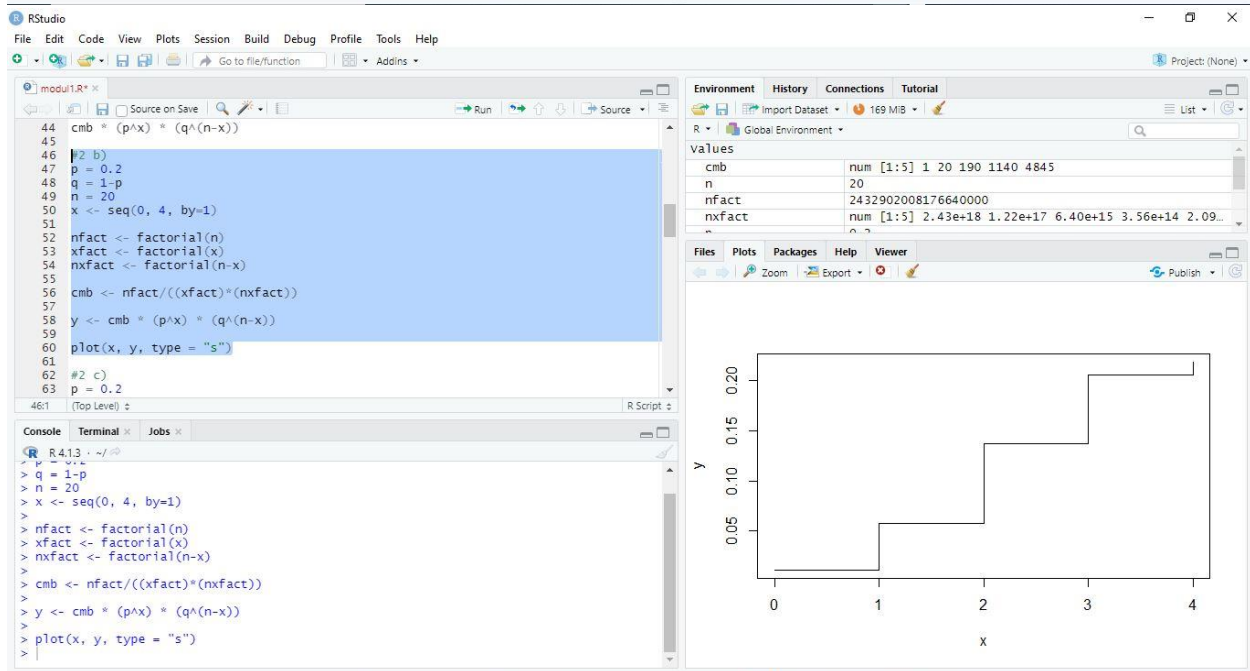 RStudio
File Edit Code View Plots Session Build Debug Profile Tools Help
Go to file/function Addins Project: (None)
modul1.R*
Source on Save Run Source
44 cmb * (p^x) * (q^(n-x))
45
46 #2 b)
47 p = 0.2
48 q = 1-p
49 n = 20
50 x <- seq(0, 4, by=1)
51
52 nfact <- factorial(n)
53 xfact <- factorial(x)
54 nxfact <- factorial(n-x)
55
56 cmb <- nfact/((xfact)*(nxfact))
57
58 y <- cmb * (p^x) * (q^(n-x))
59
60 plot(x, y, type = "s")
61
62 #2 c)
63 p = 0.2
46:1 (Top Level) R Script
Console Terminal Jobs
R 4.1.3 · ~/
> p = 0.2
> q = 1-p
> n = 20
> x <- seq(0, 4, by=1)
>
> nfact <- factorial(n)
> xfact <- factorial(x)
> nxfact <- factorial(n-x)
>
> cmb <- nfact/((xfact)*(nxfact))
>
> y <- cmb * (p^x) * (q^(n-x))
>
> plot(x, y, type = "s")
>
Environment History Connections Tutorial
Import Dataset 169 MiB List
R Global Environment
values
cmb num [1:5] 1 20 190 1140 4845
n 20
nfact 2432902008176640000
nxfact num [1:5] 2.43e+18 1.22e+17 6.40e+15 3.56e+14 2.09…
p 0.2
Files Plots Packages Help Viewer
Zoom Export Publish
0.20
0.15
0.10
0.05
y
0 1 2 3 4
x